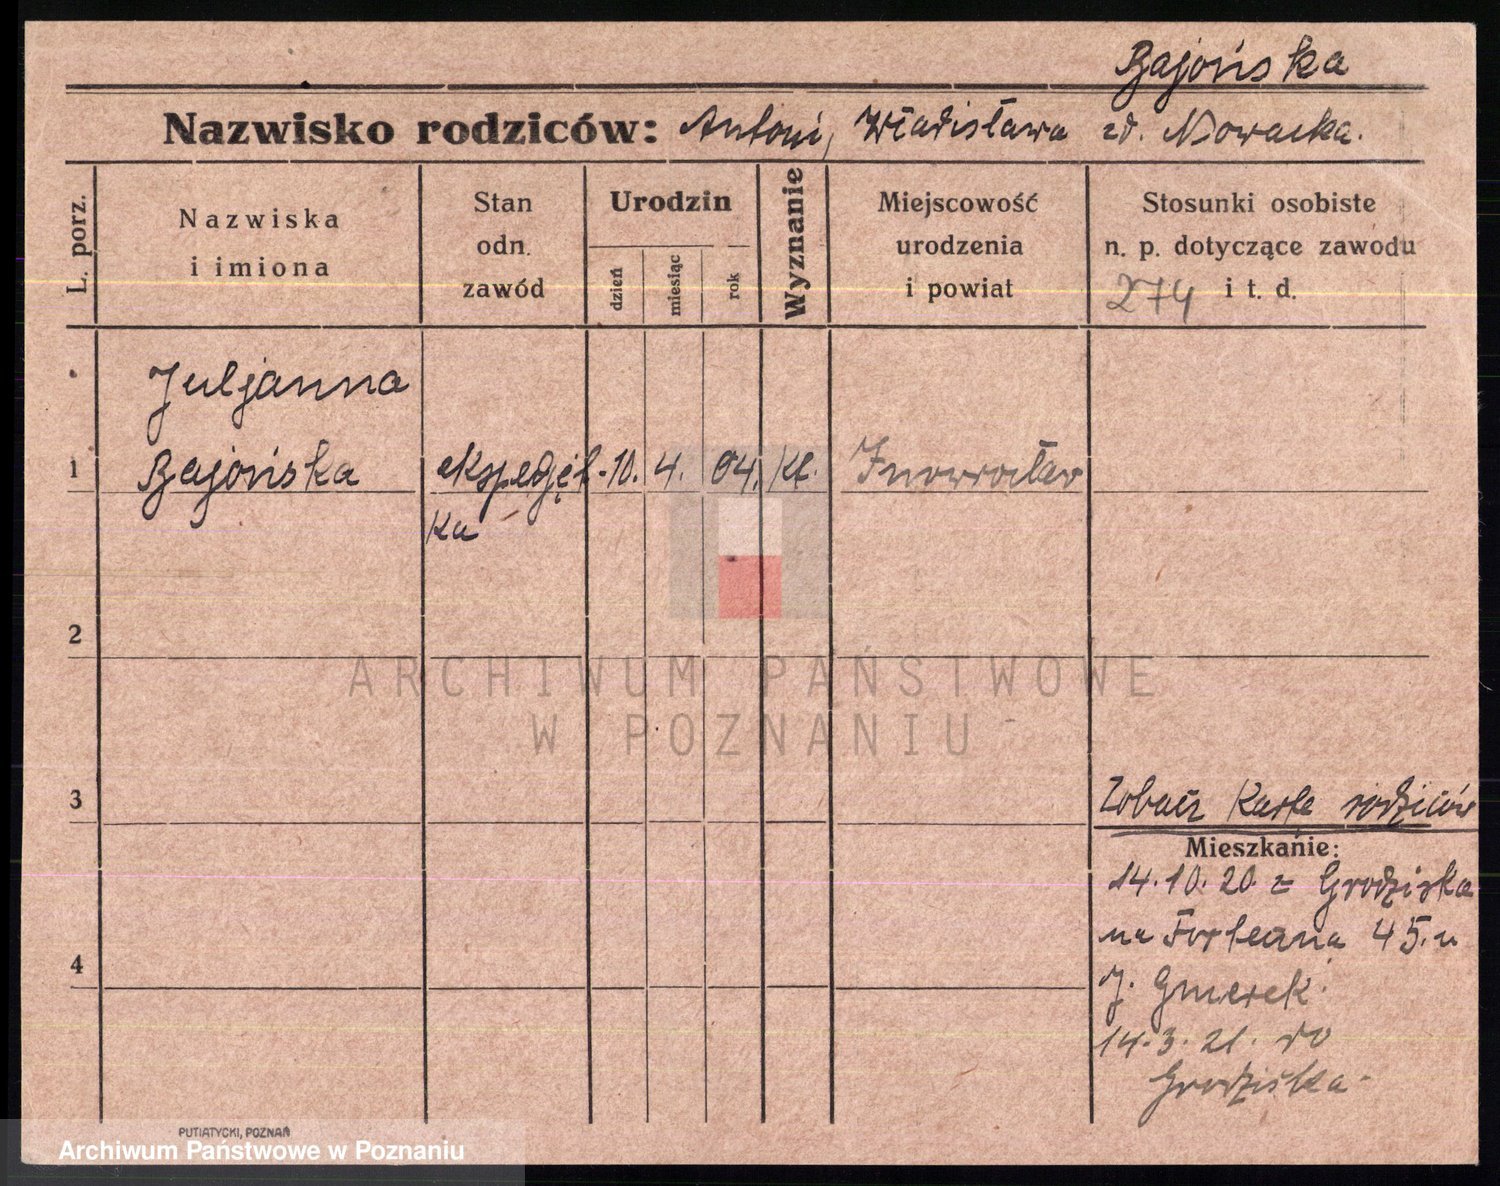 Bajońska
Nazwisko rodziców: Antoni, Władisława zd. Nowacka.
L. porz.
Nazwiska
i imiona
Stan
odn.
zawód
Urodzin
dzień
miesiąc
rok
Wyznanie
Miejscowość
urodzenia
i powiat
Stosunki osobiste
n. p. dotyczące zawodu
274 i t. d.
Juljanna
1 Bajońska ekspedjęt- 10. 4. 04. Kt. Inowrocław
ka
2
ARCHIWUM PAŃSTWOWE
W POZNANIU
3
Zobacz Kartę rodziców
Mieszkanie:
14.10.20 z Grodziska
na Forteczna 45. u
4
J. Gmerek.
14.3.21. do
Grodziska-
PUTIATYCKI, POZNAŃ
Archiwum Państwowe w Poznaniu